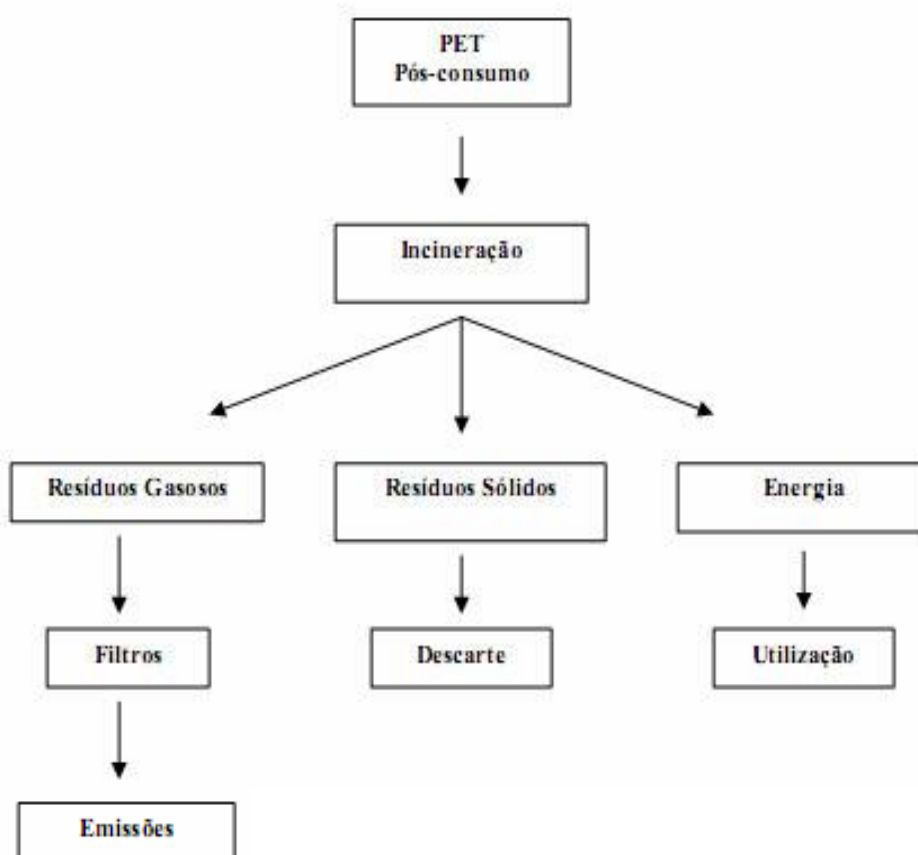 PET
Pós-consumo
Incineração
Resíduos Gasosos
Resíduos Sólidos
Energia
Filtros
Descarte
Utilização
Emissões